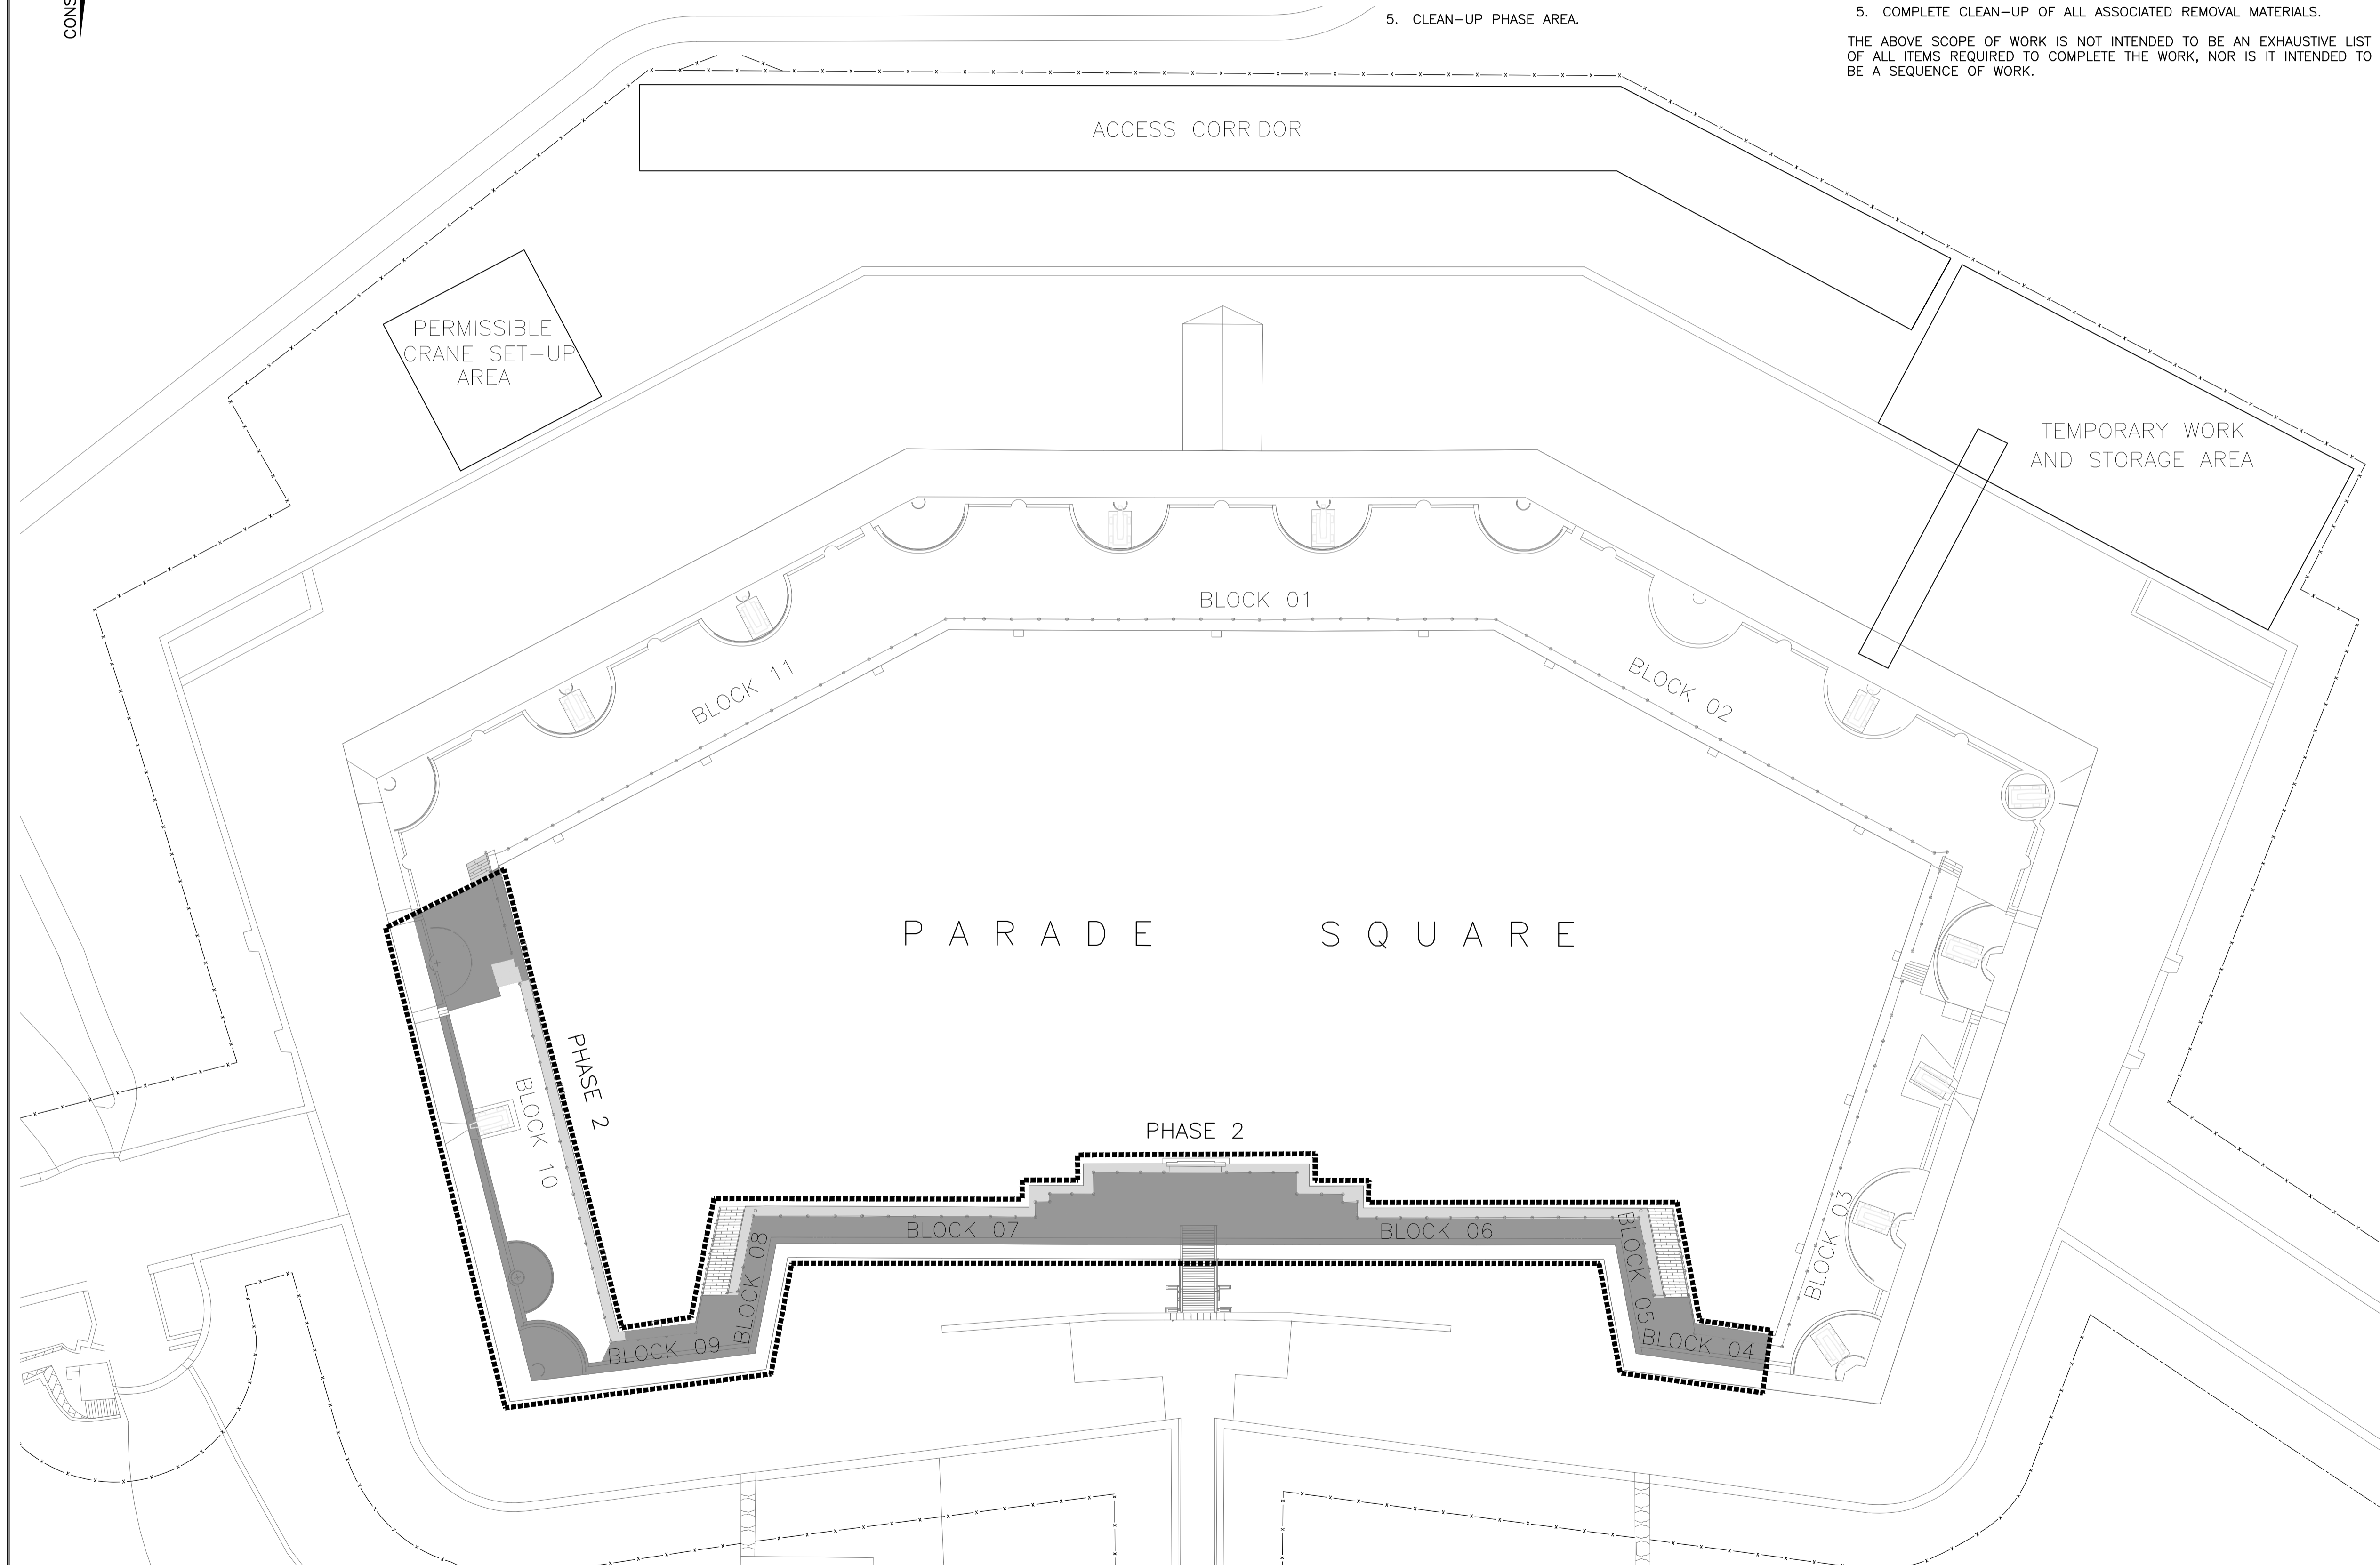 CONS
5. CLEAN-UP PHASE AREA.
5. COMPLETE CLEAN-UP OF ALL ASSOCIATED REMOVAL MATERIALS.
THE ABOVE SCOPE OF WORK IS NOT INTENDED TO BE AN EXHAUSTIVE LIST
OF ALL ITEMS REQUIRED TO COMPLETE THE WORK, NOR IS IT INTENDED TO
BE A SEQUENCE OF WORK.
ACCESS CORRIDOR
PERMISSIBLE
CRANE SET-UP
AREA
TEMPORARY WORK
AND STORAGE AREA
BLOCK 01
BLOCK 11
BLOCK 02
PARADE SQUARE
PHASE 2
BLOCK 10
PHASE 2
BLOCK 07
BLOCK 06
BLOCK 08
BLOCK 05
BLOCK 03
BLOCK 09
BLOCK 04